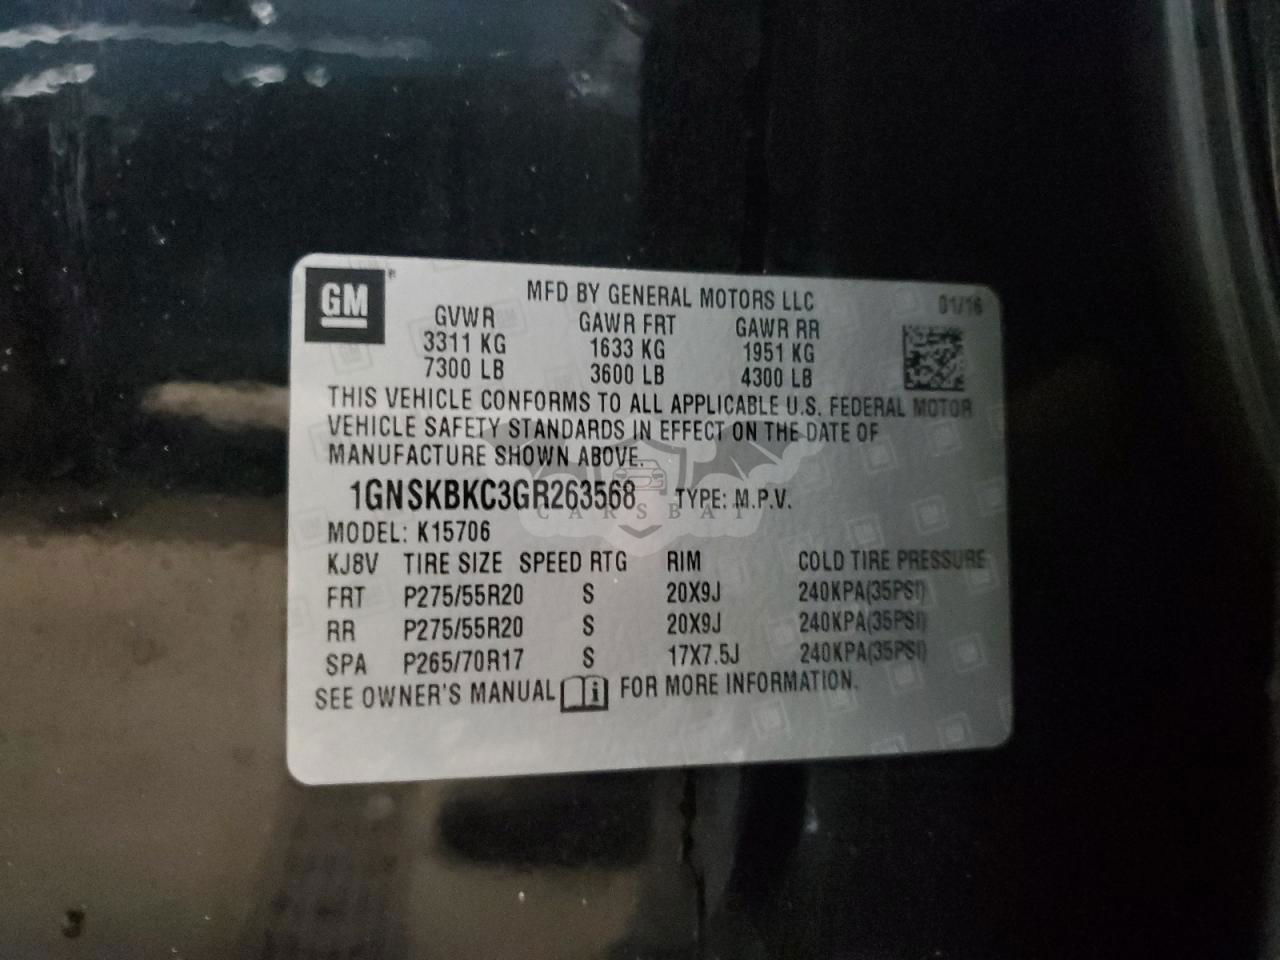 GM®
MFD BY GENERAL MOTORS LLC 01/16
GVWR GAWR FRT GAWR RR
3311 KG 1633 KG 1951 KG
7300 LB 3600 LB 4300 LB
THIS VEHICLE CONFORMS TO ALL APPLICABLE U.S. FEDERAL MOTOR
VEHICLE SAFETY STANDARDS IN EFFECT ON THE DATE OF
MANUFACTURE SHOWN ABOVE.
1GNSKBKC3GR263568 TYPE: M.P.V.
CARSBAT
MODEL: K15706
KJ8V TIRE SIZE SPEED RTG RIM COLD TIRE PRESSURE
FRT P275/55R20 S 20X9J 240KPA(35PSI)
RR P275/55R20 S 20X9J 240KPA(35PSI)
SPA P265/70R17 S 17X7.5J 240KPA(35PSI)
SEE OWNER'S MANUAL i FOR MORE INFORMATION.